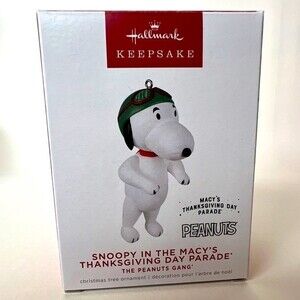 Hallmark
KEEPSAKE
MACY'S
THANKSGIVING DAY
PARADE®
PEANUTS
SNOOPY IN THE MACY'S
THANKSGIVING DAY PARADE®
THE PEANUTS GANG®
christmas tree ornament / décoration pour l'arbre de noël